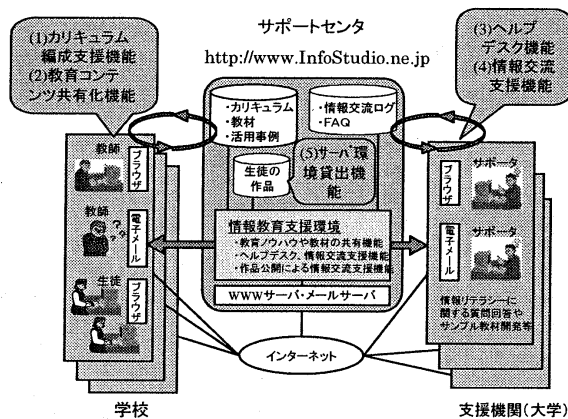 サポートセンタ
http://www.InfoStudio.ne.jp
(1)カリキュラム
編成支援機能
(2)教育コンテ
ンツ共有化機能
(3)ヘルプ
デスク機能
(4)情報交流
支援機能
・カリキュラム
・教材
・活用事例
・情報交流ログ
・FAQ
生徒の
作品
(5)サーバ環
境貸出機
能
教師
ブラウザ
教師
電子メール
生徒
ブラウザ
情報教育支援環境
・教育ノウハウや教材の共有機能
・ヘルプデスク、情報交流支援機能
・作品公開による情報交流支援機能
WWWサーバ・メールサーバ
サポータ
ブラウザ
サポータ
電子メール
情報リテラシーに
関する質問回答や
サンプル教材開発等
インターネット
学校
支援機関(大学)